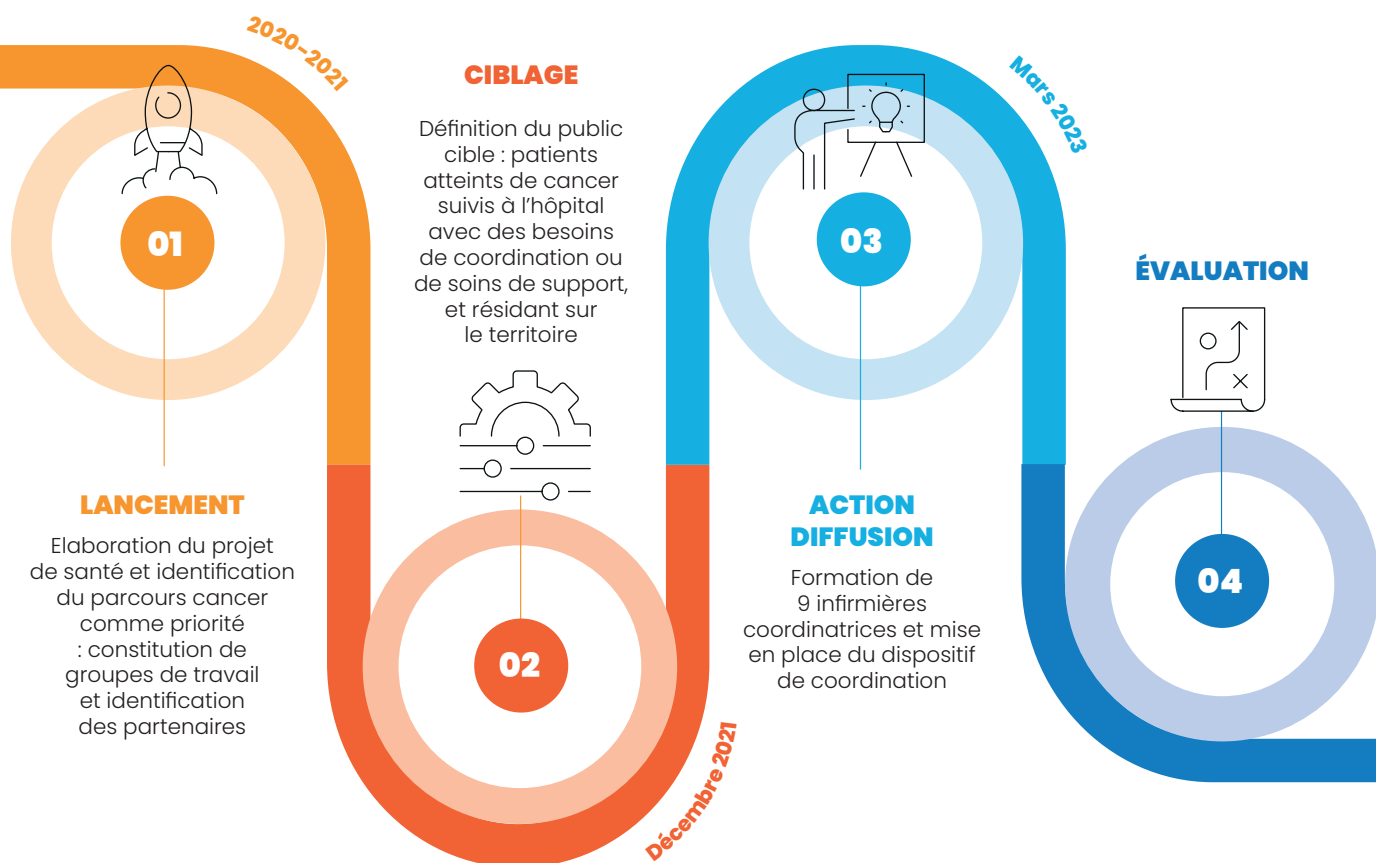 2020-2021
01
LANCEMENT
Elaboration du projet
de santé et identification
du parcours cancer
comme priorité
: constitution de
groupes de travail
et identification
des partenaires
CIBLAGE
Définition du public
cible : patients
atteints de cancer
suivis à l’hôpital
avec des besoins
de coordination ou
de soins de support,
et résidant sur
le territoire
02
Décembre 2021
Mars 2023
03
ACTION
DIFFUSION
Formation de
9 infirmières
coordinatrices et mise
en place du dispositif
de coordination
ÉVALUATION
04